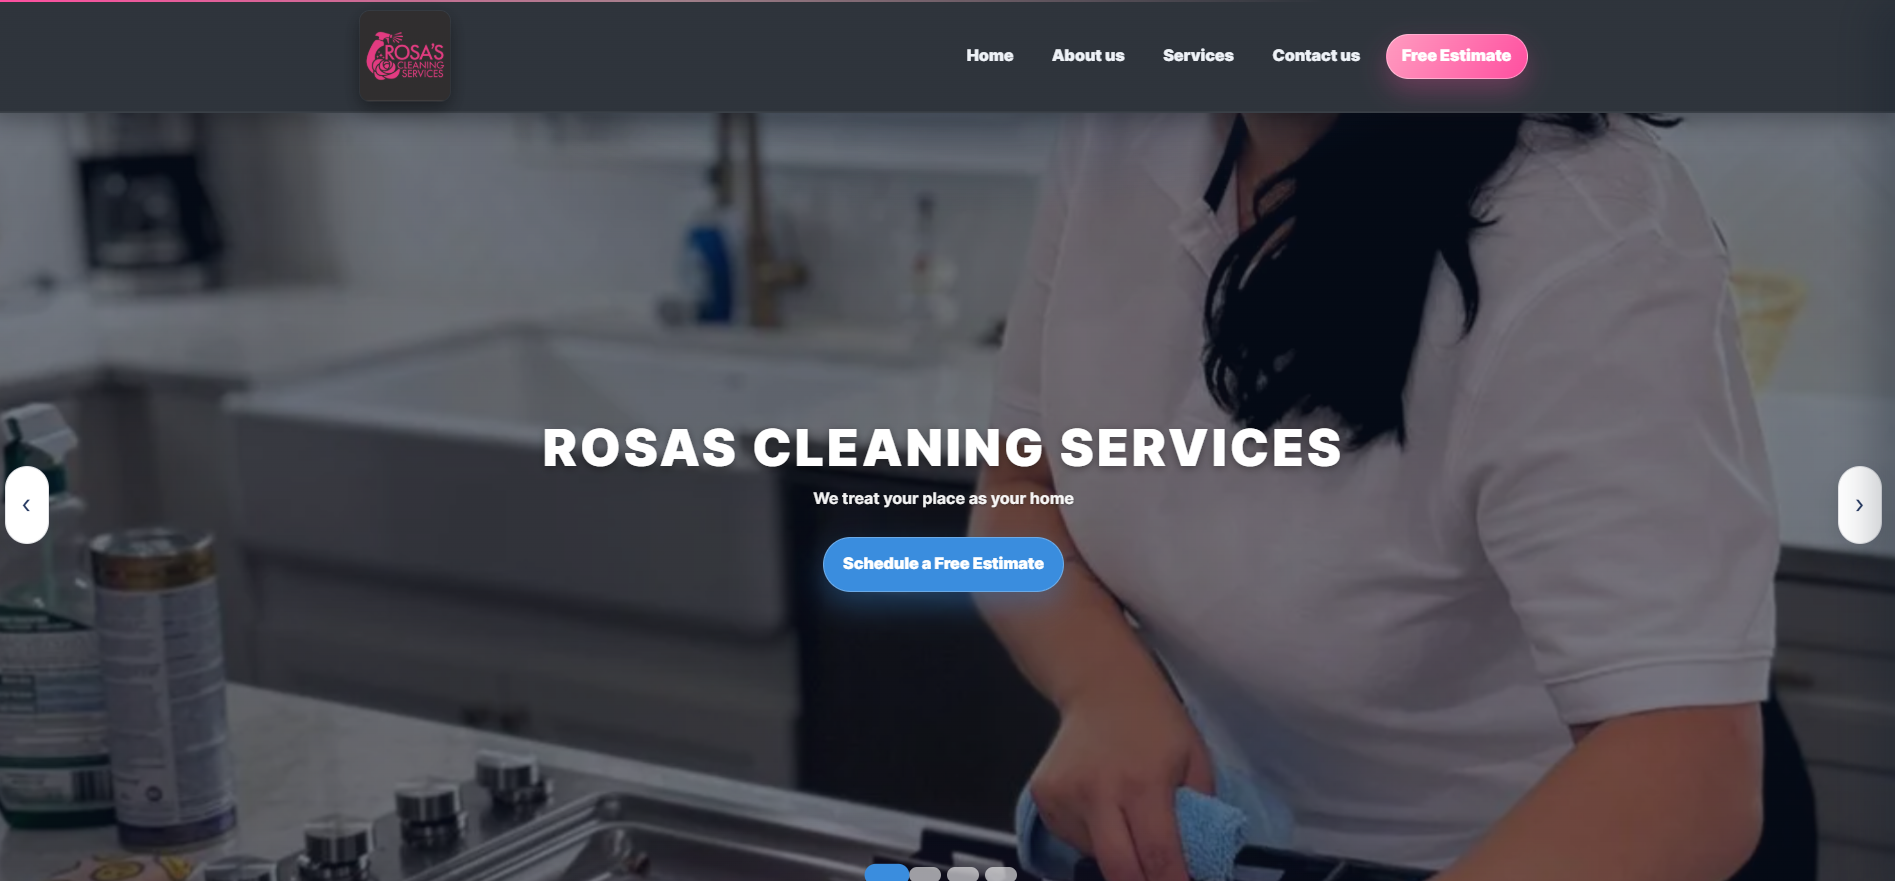 ROSA'S
CLEANING
SERVICES
Home
About us
Services
Contact us
Free Estimate
ROSAS CLEANING SERVICES
We treat your place as your home
Schedule a Free Estimate